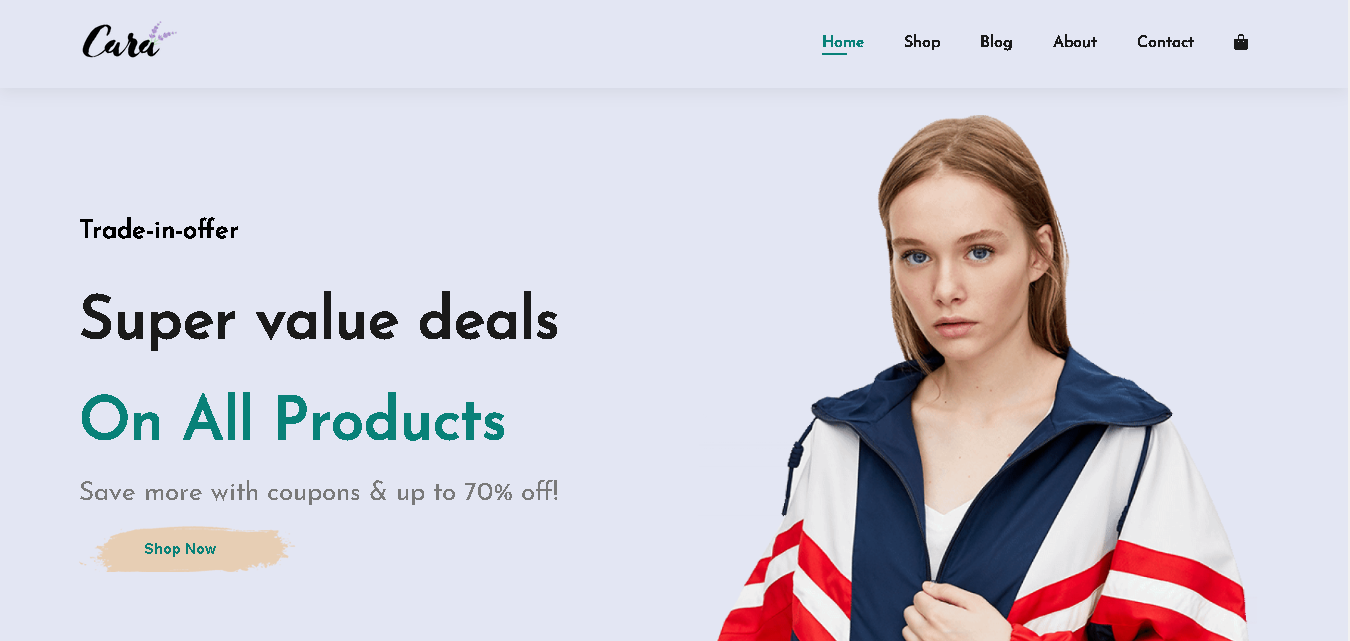 Cara
Home Shop Blog About Contact
Trade-in-offer
Super value deals
On All Products
Save more with coupons & up to 70% off!
Shop Now